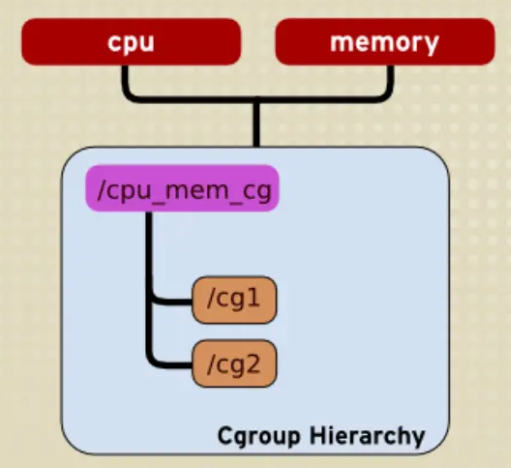 cpu
memory
/cpu_mem_cg
/cg1
/cg2
Cgroup Hierarchy